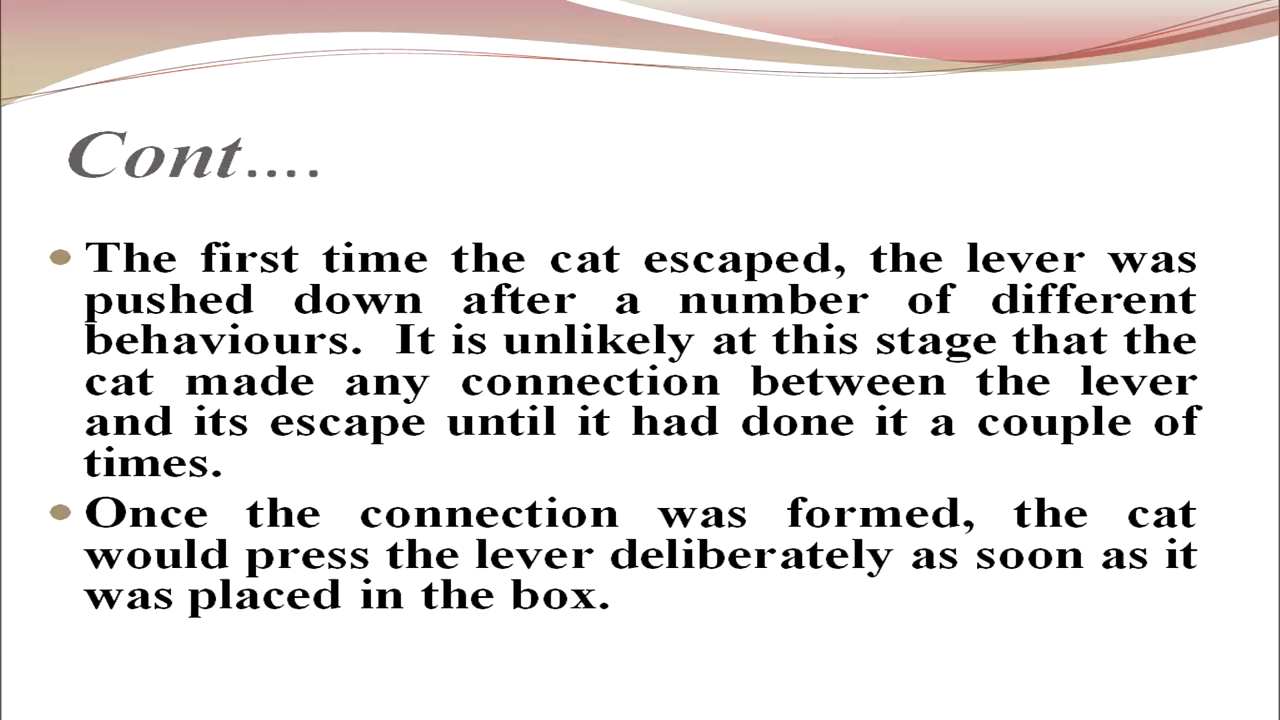 Cont....
• The first time the cat escaped, the lever was
pushed down after a number of different
behaviours. It is unlikely at this stage that the
cat made any connection between the lever
and its escape until it had done it a couple of
times.
• Once the connection was formed, the cat
would press the lever deliberately as soon as it
was placed in the box.